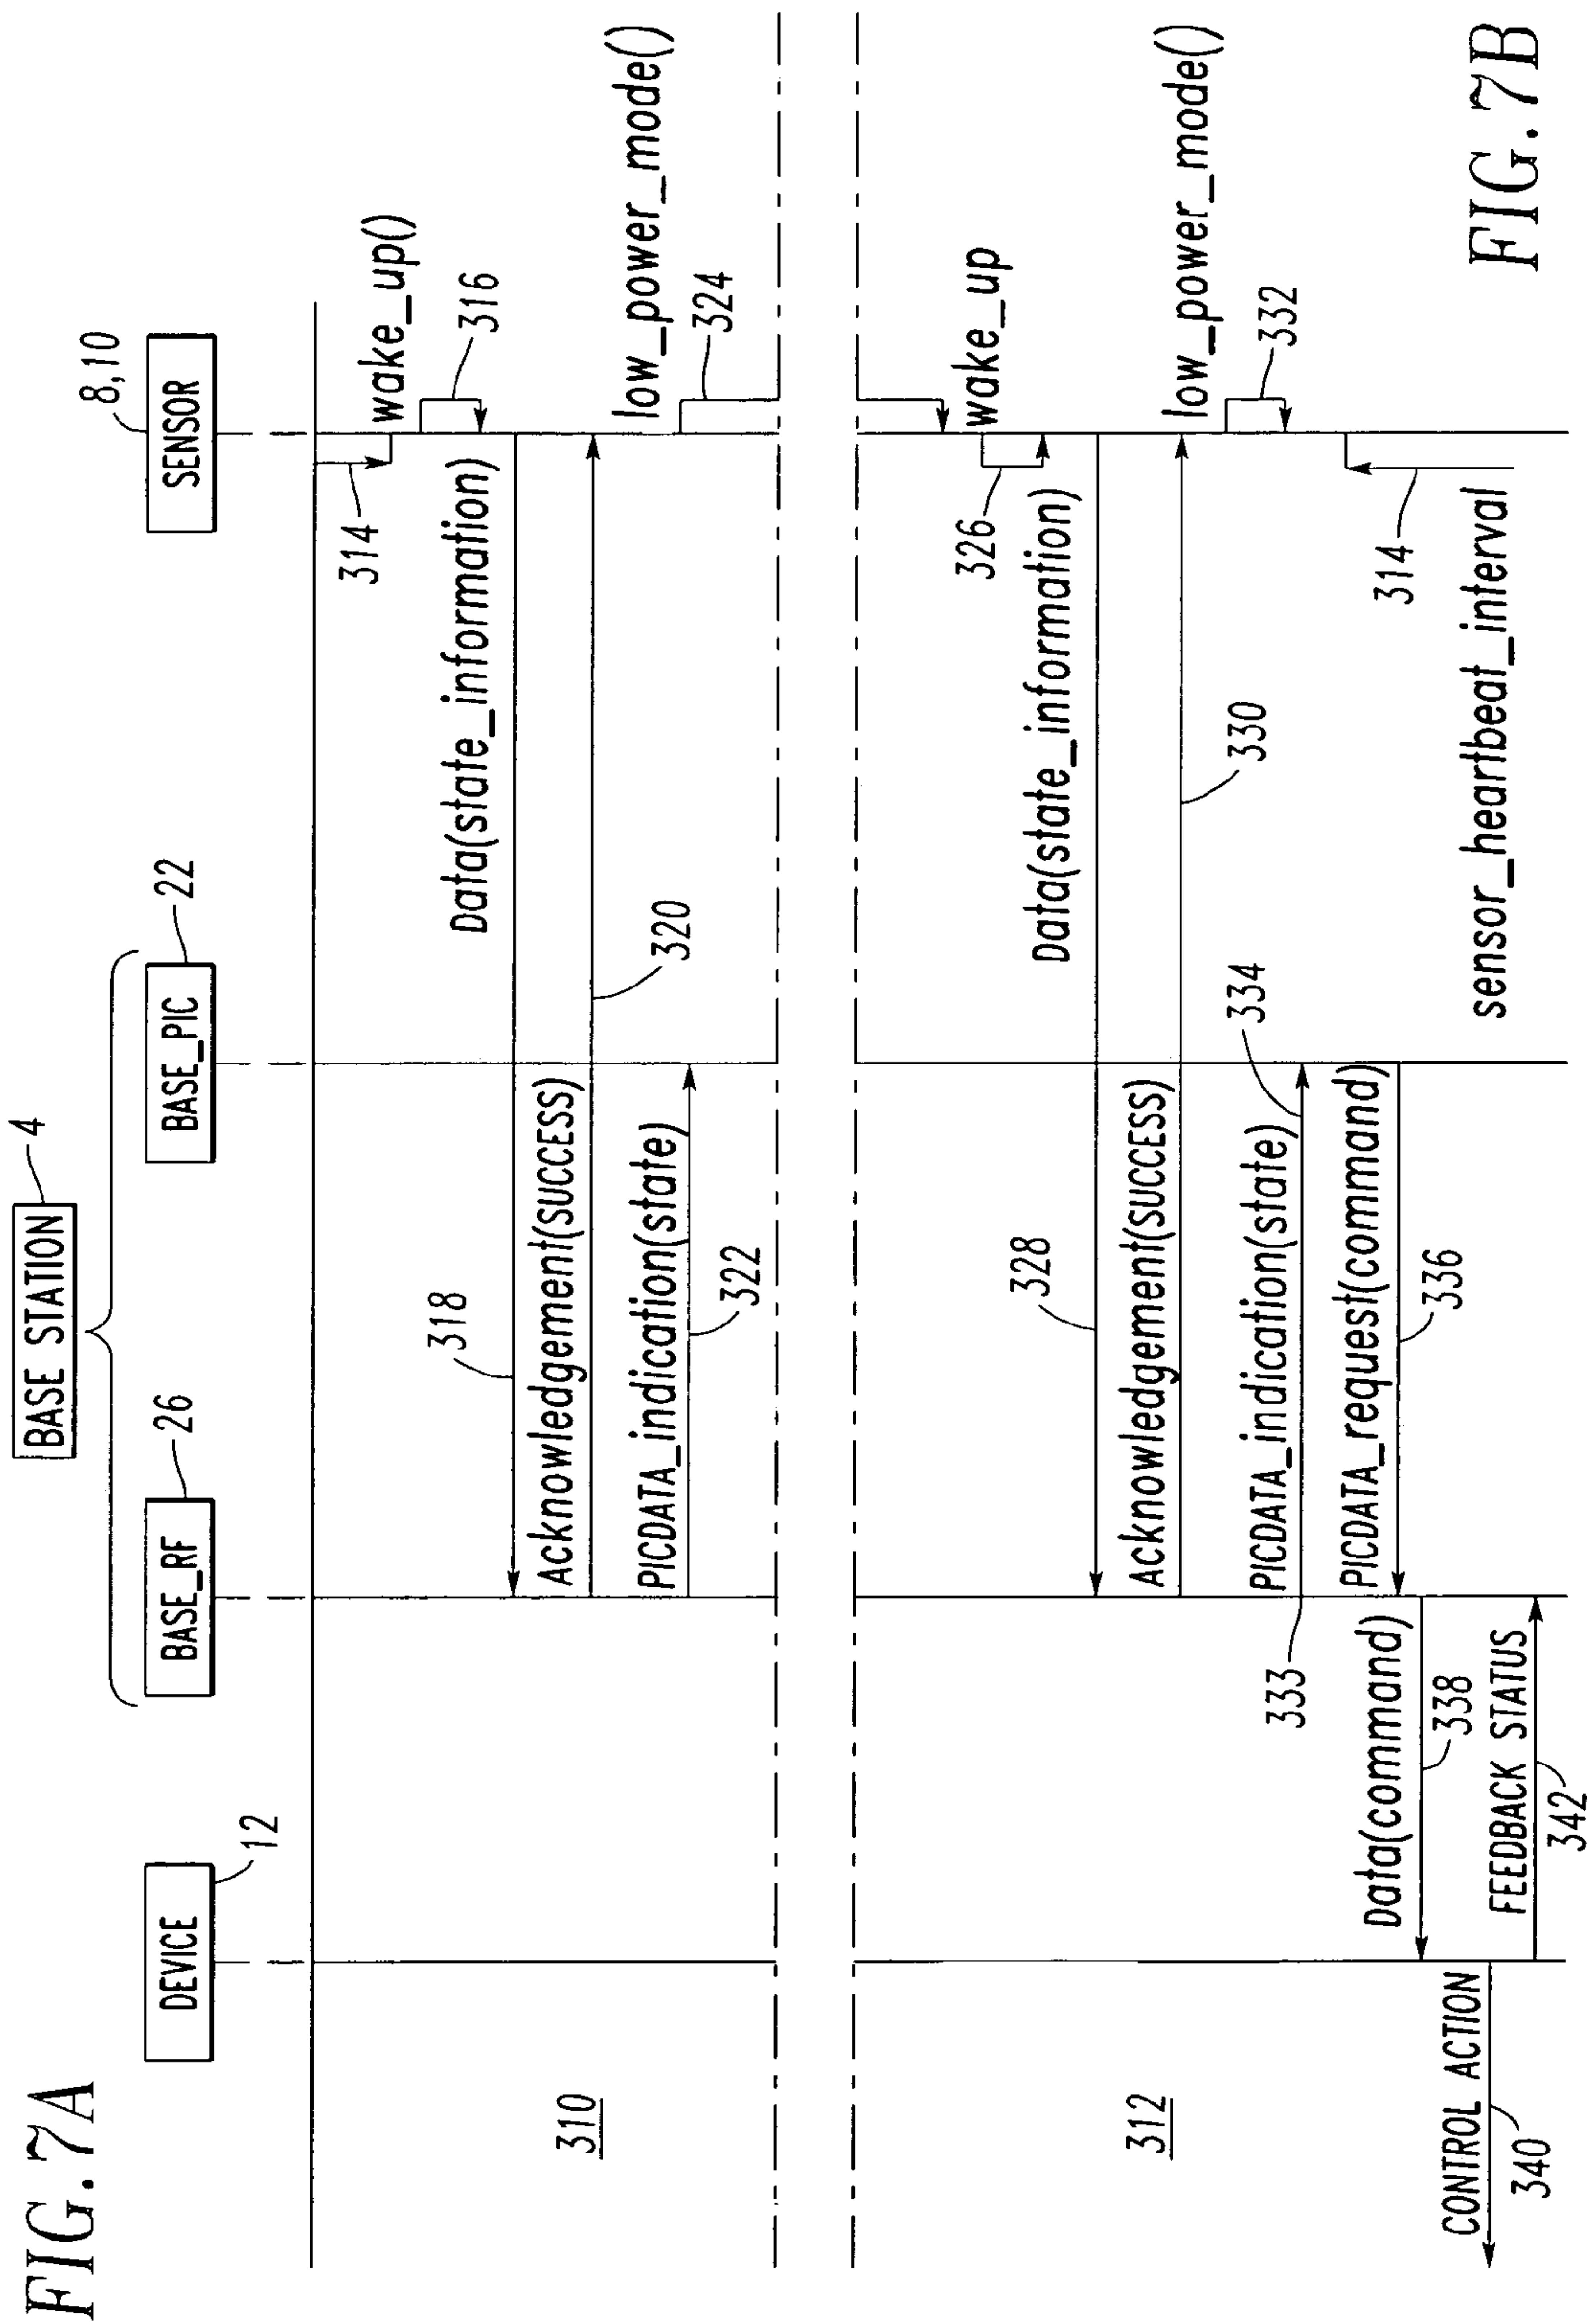 FIG.7A
BASE STATION
4
DEVICE
12
BASE_RF
26
BASE_PIC
22
SENSOR
8,10
314
wake_up()
316
Data(state_information)
318
Acknowledgement(SUCCESS)
320
310
PICDATA_indication(state)
322
low_power_mode()
324
wake_up
326
Data(state_information)
328
Acknowledgement(SUCCESS)
330
312
low_power_mode()
332
PICDATA_indication(state)
333
334
PICDATA_request(command)
336
314
Data(command)
338
sensor_heartbeat_interval
CONTROL ACTION
340
FEEDBACK STATUS
342
FIG.7B